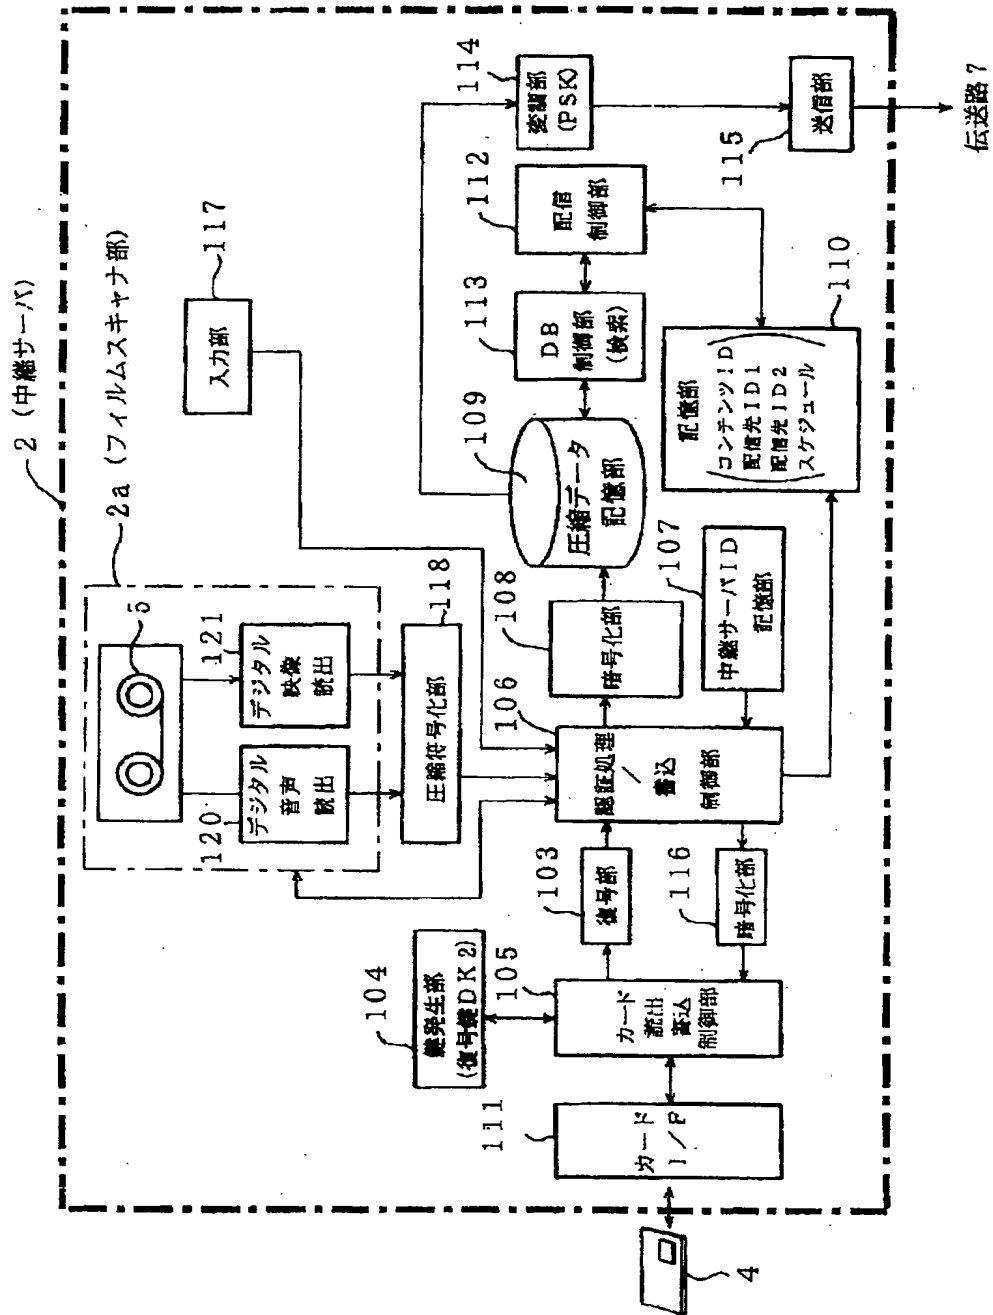 2 (中継サーバ)
2a (フィルムスキャナ部)
117
入力部
5
121
デジタル
映像
読出
120
デジタル
音声
読出
118
圧縮符号化部
114
変調部
(PSK)
115
送信部
伝送路7
112
配信
制御部
113
DB
制御部
(検索)
109
圧縮データ
記憶部
110
記憶部
コンテンツID
配信先ID1
配信先ID2
スケジュール
108
暗号化部
107
中継サーバID
記憶部
106
認証処理
/
書込
制御部
103
復号部
116
暗号化部
104
鍵発生部
(復号鍵DK2)
105
カード
読出
書込
制御部
111
カード
I/F
4